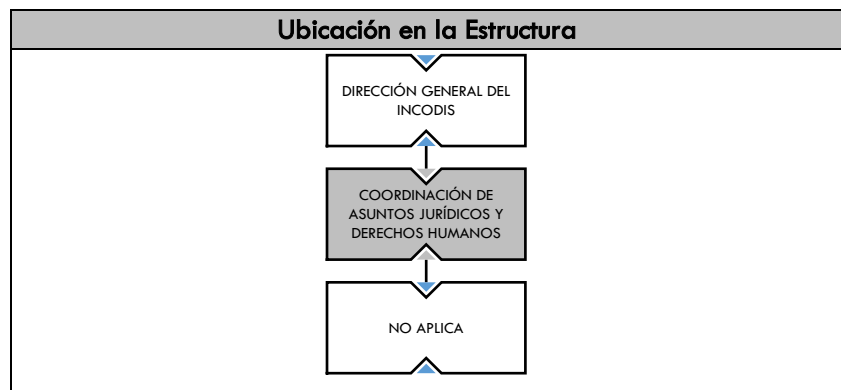 Ubicación en la Estructura
DIRECCIÓN GENERAL DEL
INCODIS
COORDINACIÓN DE
ASUNTOS JURÍDICOS Y
DERECHOS HUMANOS
NO APLICA